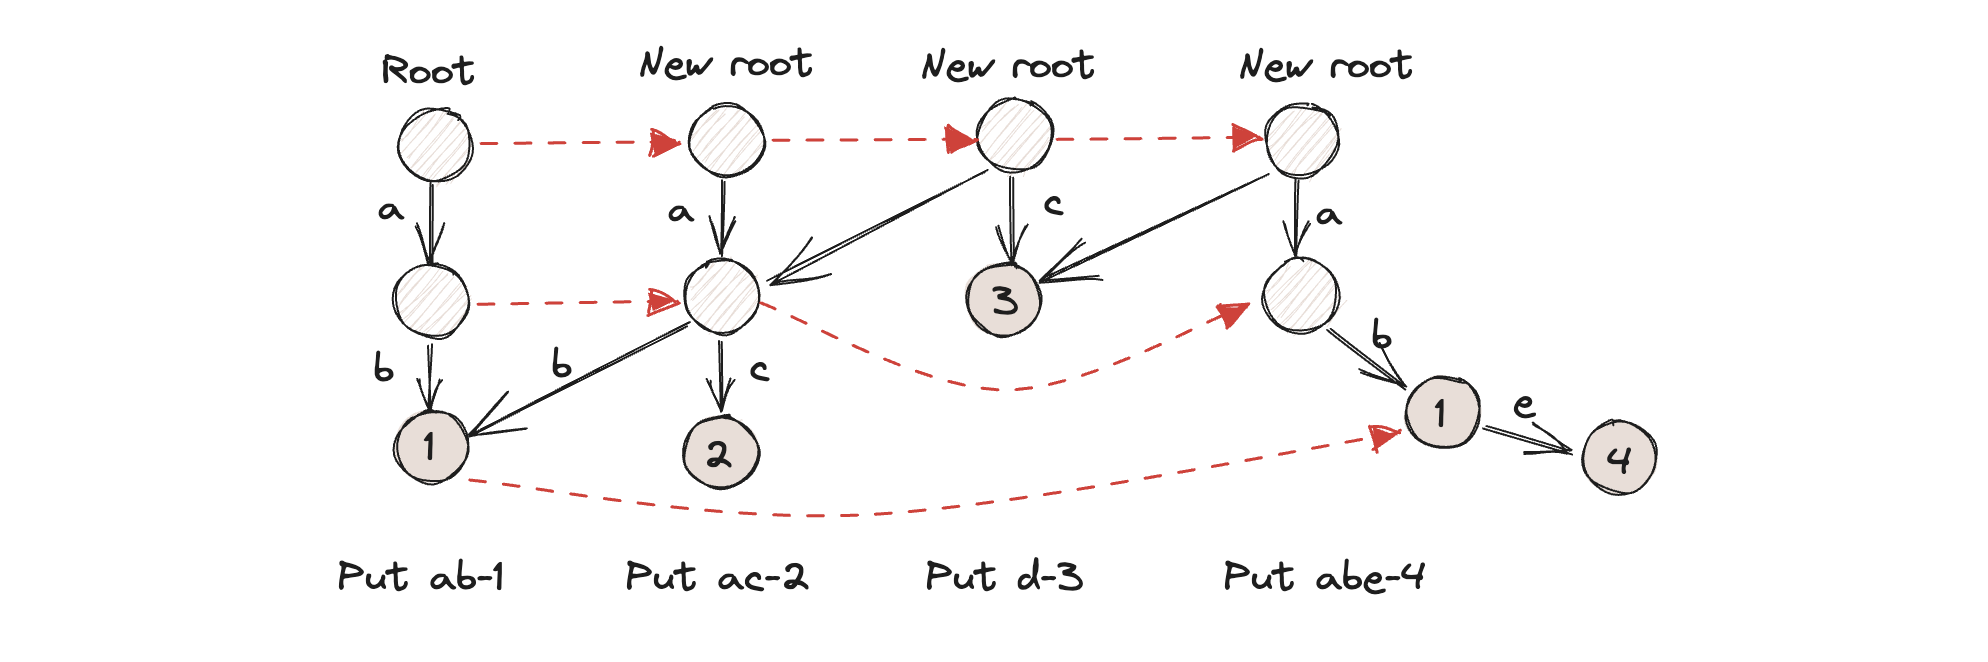 Root
New root
New root
New root
a
a
c
a
3
b
b
c
b
1
2
1
e
4
Put ab-1
Put ac-2
Put d-3
Put abe-4